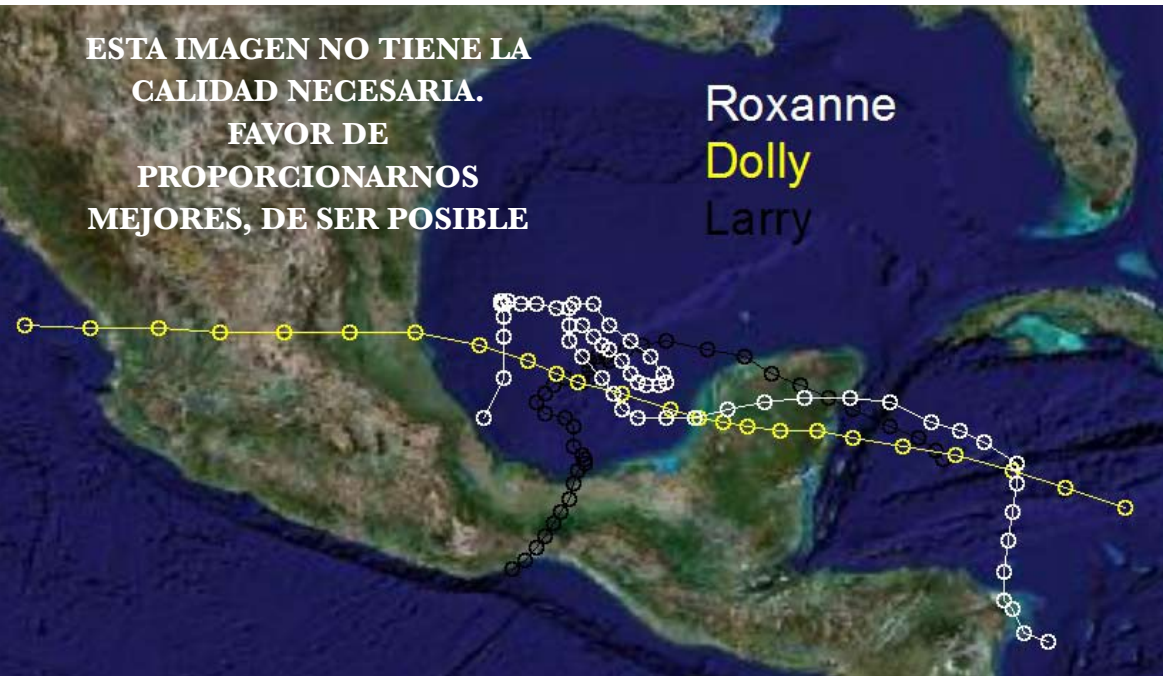 ESTA IMAGEN NO TIENE LA
CALIDAD NECESARIA.
FAVOR DE
PROPORCIONARNOS
MEJORES, DE SER POSIBLE
Roxanne
Dolly
Larry